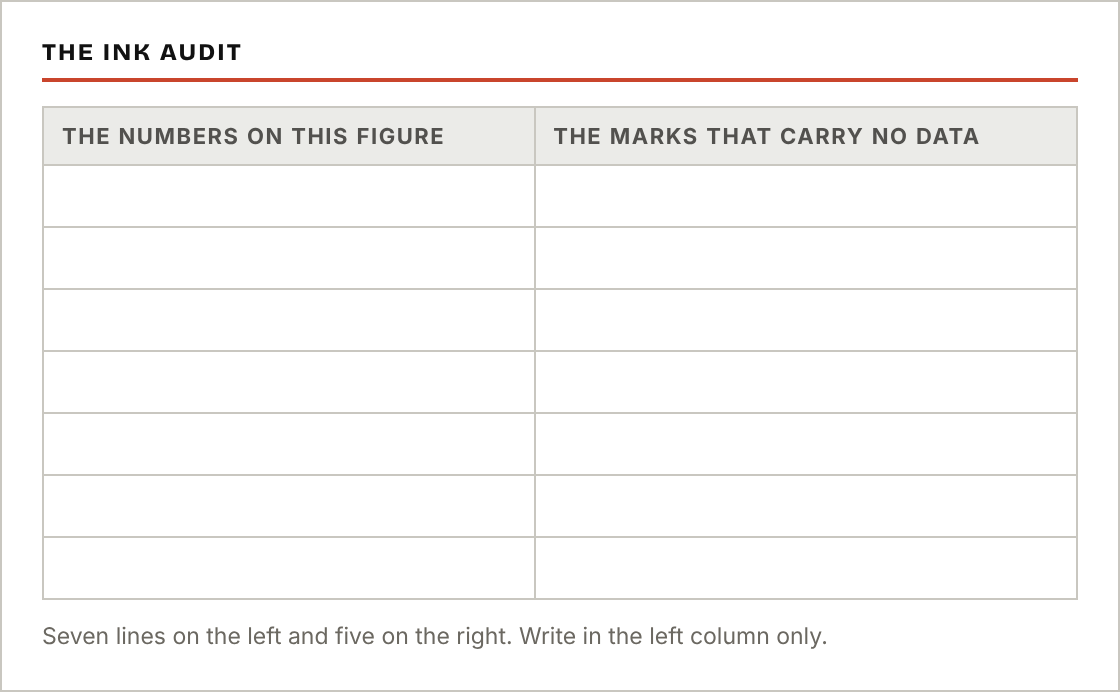 THE INK AUDIT
THE NUMBERS ON THIS FIGURE
THE MARKS THAT CARRY NO DATA
Seven lines on the left and five on the right. Write in the left column only.